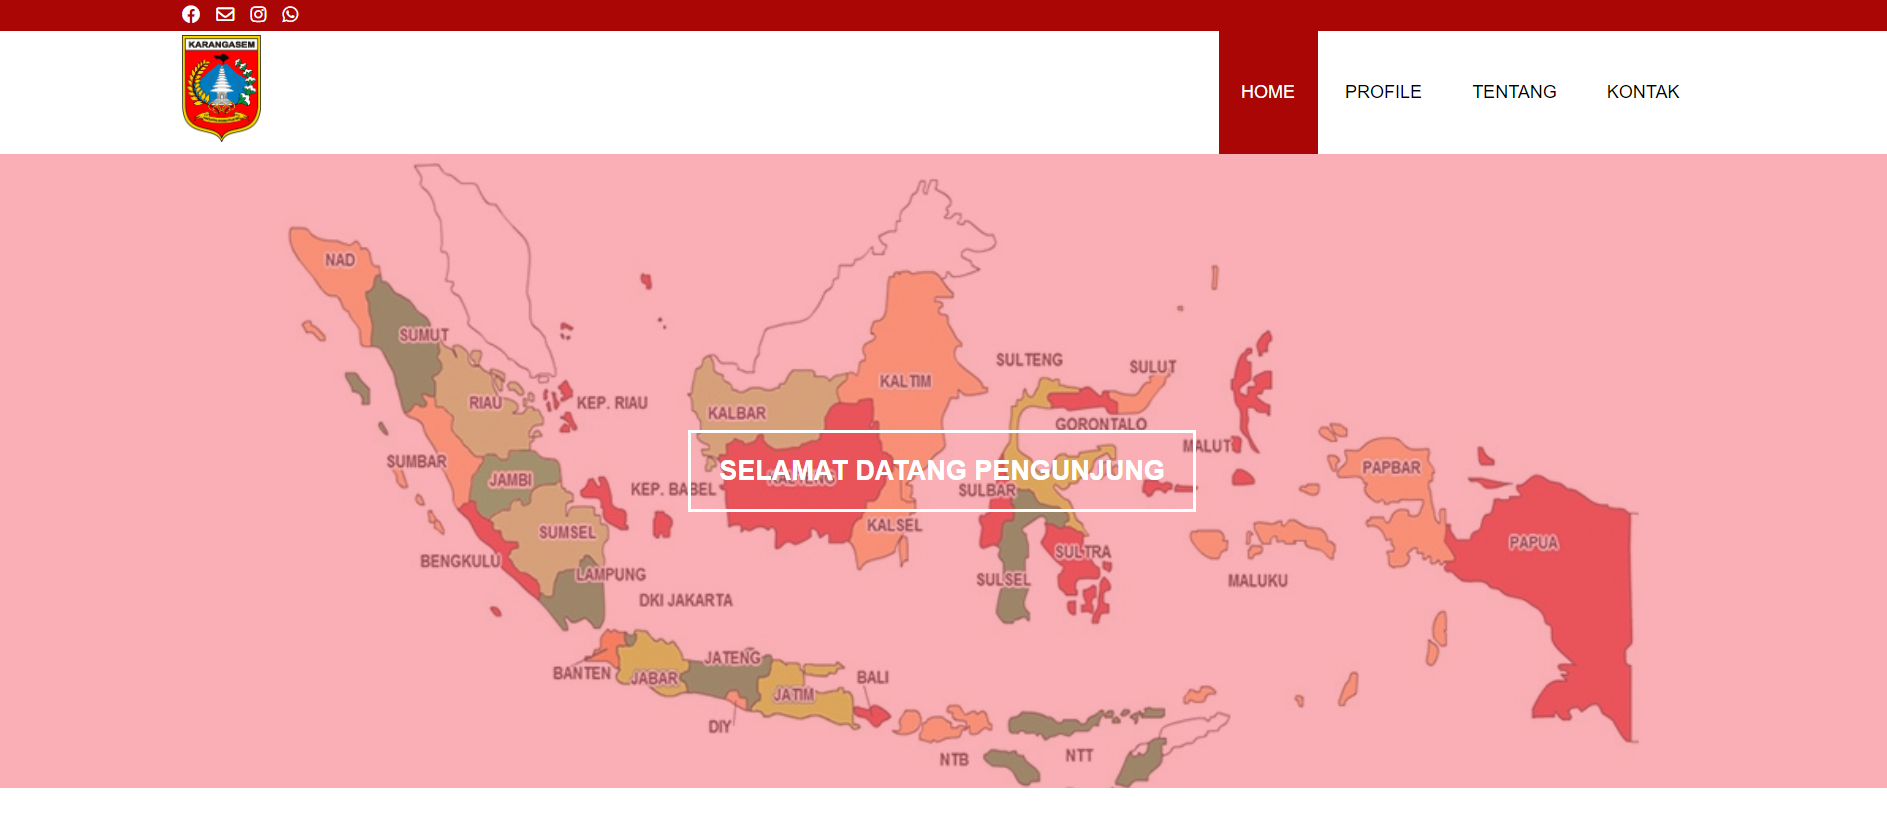 KARANGASEM
HOME PROFILE TENTANG KONTAK
NAD
SUMUT
SULTENG
SULUT
KALTIM
RIAU
KEP. RIAU
KALBAR
GORONTALO
MALUT
SUMBAR
PAPBAR
SELAMAT DATANG PENGUNJUNG
JAMBI
KEP. BABEL
KALTENG
SULBAR
SUMSEL
KALSEL
PAPUA
SULTRA
BENGKULU
LAMPUNG
SULSEL
MALUKU
DKI JAKARTA
JATENG
BANTEN
JABAR
BALI
JATIM
DIY
NTB
NTT